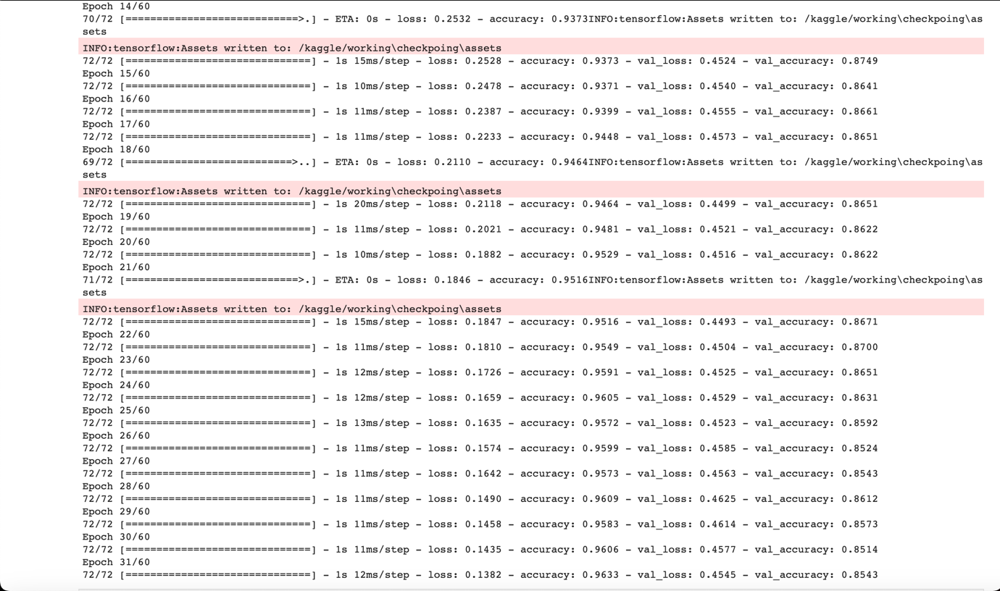 Epoch 14/60
70/72 [============================>.] - ETA: 0s - loss: 0.2532 - accuracy: 0.9373INFO:tensorflow:Assets written to: /kaggle/working\checkpoing\as
sets
INFO:tensorflow:Assets written to: /kaggle/working\checkpoing\assets
72/72 [==============================] - 1s 15ms/step - loss: 0.2528 - accuracy: 0.9373 - val_loss: 0.4524 - val_accuracy: 0.8749
Epoch 15/60
72/72 [==============================] - 1s 10ms/step - loss: 0.2478 - accuracy: 0.9371 - val_loss: 0.4540 - val_accuracy: 0.8641
Epoch 16/60
72/72 [==============================] - 1s 11ms/step - loss: 0.2387 - accuracy: 0.9399 - val_loss: 0.4555 - val_accuracy: 0.8661
Epoch 17/60
72/72 [==============================] - 1s 11ms/step - loss: 0.2233 - accuracy: 0.9448 - val_loss: 0.4573 - val_accuracy: 0.8651
Epoch 18/60
69/72 [===========================>..] - ETA: 0s - loss: 0.2110 - accuracy: 0.9464INFO:tensorflow:Assets written to: /kaggle/working\checkpoing\as
sets
INFO:tensorflow:Assets written to: /kaggle/working\checkpoing\assets
72/72 [==============================] - 1s 20ms/step - loss: 0.2118 - accuracy: 0.9464 - val_loss: 0.4499 - val_accuracy: 0.8651
Epoch 19/60
72/72 [==============================] - 1s 11ms/step - loss: 0.2021 - accuracy: 0.9481 - val_loss: 0.4521 - val_accuracy: 0.8622
Epoch 20/60
72/72 [==============================] - 1s 10ms/step - loss: 0.1882 - accuracy: 0.9529 - val_loss: 0.4516 - val_accuracy: 0.8622
Epoch 21/60
71/72 [============================>.] - ETA: 0s - loss: 0.1846 - accuracy: 0.9516INFO:tensorflow:Assets written to: /kaggle/working\checkpoing\as
sets
INFO:tensorflow:Assets written to: /kaggle/working\checkpoing\assets
72/72 [==============================] - 1s 15ms/step - loss: 0.1847 - accuracy: 0.9516 - val_loss: 0.4493 - val_accuracy: 0.8671
Epoch 22/60
72/72 [==============================] - 1s 11ms/step - loss: 0.1810 - accuracy: 0.9549 - val_loss: 0.4504 - val_accuracy: 0.8700
Epoch 23/60
72/72 [==============================] - 1s 12ms/step - loss: 0.1726 - accuracy: 0.9591 - val_loss: 0.4525 - val_accuracy: 0.8651
Epoch 24/60
72/72 [==============================] - 1s 12ms/step - loss: 0.1659 - accuracy: 0.9605 - val_loss: 0.4529 - val_accuracy: 0.8631
Epoch 25/60
72/72 [==============================] - 1s 13ms/step - loss: 0.1635 - accuracy: 0.9572 - val_loss: 0.4523 - val_accuracy: 0.8592
Epoch 26/60
72/72 [==============================] - 1s 11ms/step - loss: 0.1574 - accuracy: 0.9599 - val_loss: 0.4585 - val_accuracy: 0.8524
Epoch 27/60
72/72 [==============================] - 1s 11ms/step - loss: 0.1642 - accuracy: 0.9573 - val_loss: 0.4563 - val_accuracy: 0.8543
Epoch 28/60
72/72 [==============================] - 1s 11ms/step - loss: 0.1490 - accuracy: 0.9609 - val_loss: 0.4625 - val_accuracy: 0.8612
Epoch 29/60
72/72 [==============================] - 1s 11ms/step - loss: 0.1458 - accuracy: 0.9583 - val_loss: 0.4614 - val_accuracy: 0.8573
Epoch 30/60
72/72 [==============================] - 1s 11ms/step - loss: 0.1435 - accuracy: 0.9606 - val_loss: 0.4577 - val_accuracy: 0.8514
Epoch 31/60
72/72 [==============================] - 1s 12ms/step - loss: 0.1382 - accuracy: 0.9633 - val_loss: 0.4545 - val_accuracy: 0.8543